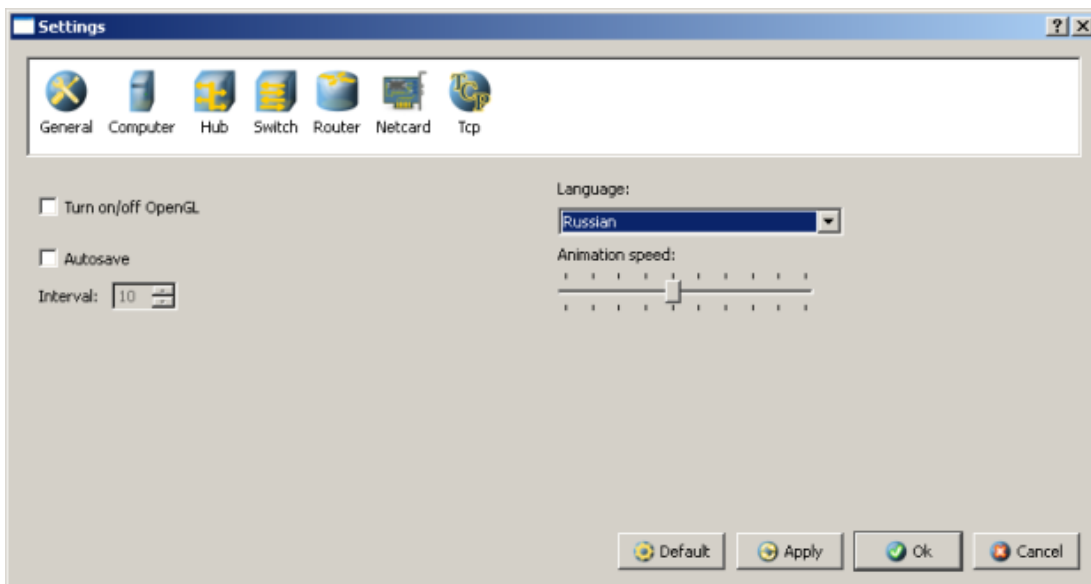 Settings
General Computer Hub Switch Router Netcard Tcp
TCP
Turn on/off OpenGL
Autosave
Interval: 10
Language:
Russian
Animation speed:
Default Apply Ok Cancel